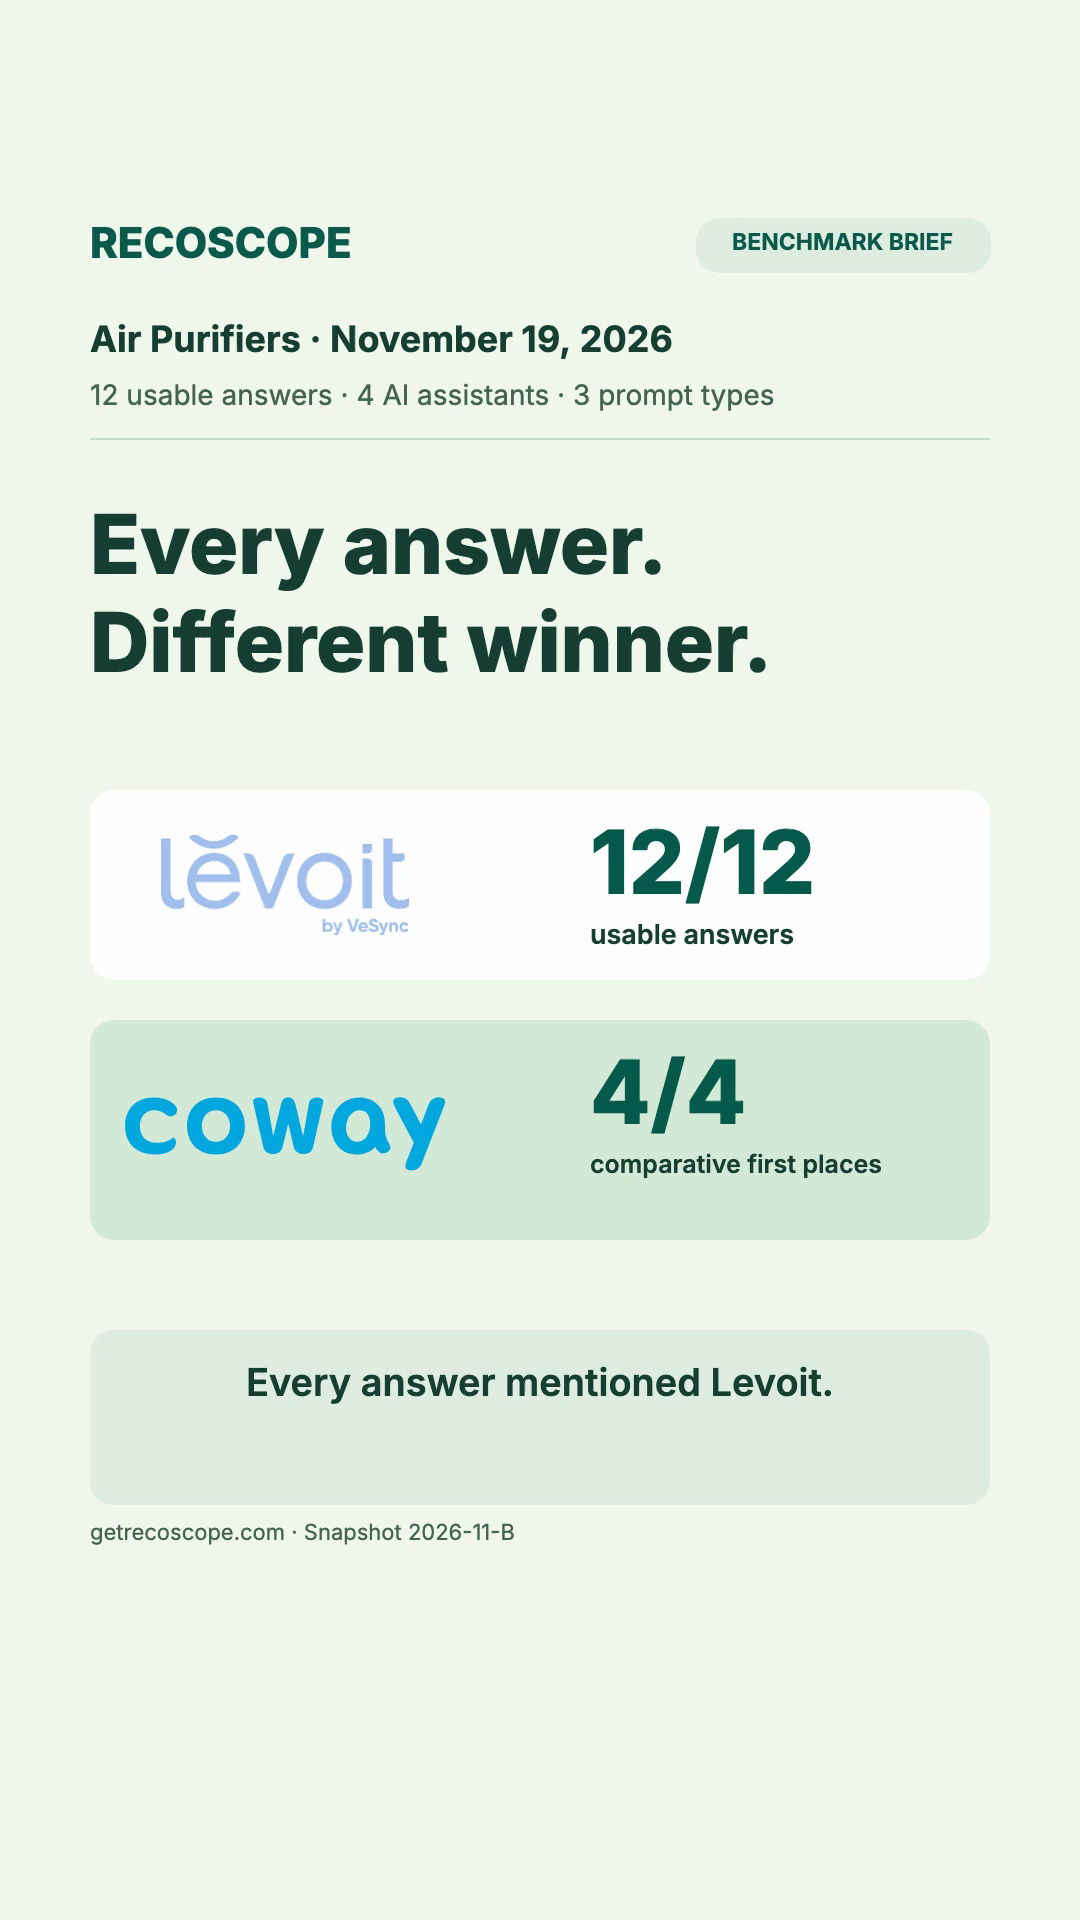 RECOSCOPE
BENCHMARK BRIEF
Air Purifiers · November 19, 2026
12 usable answers · 4 AI assistants · 3 prompt types
Every answer.
Different winner.
lĕvoit
by VeSync
12/12
usable answers
coway
4/4
comparative first places
Every answer mentioned Levoit.
getrecoscope.com · Snapshot 2026-11-B